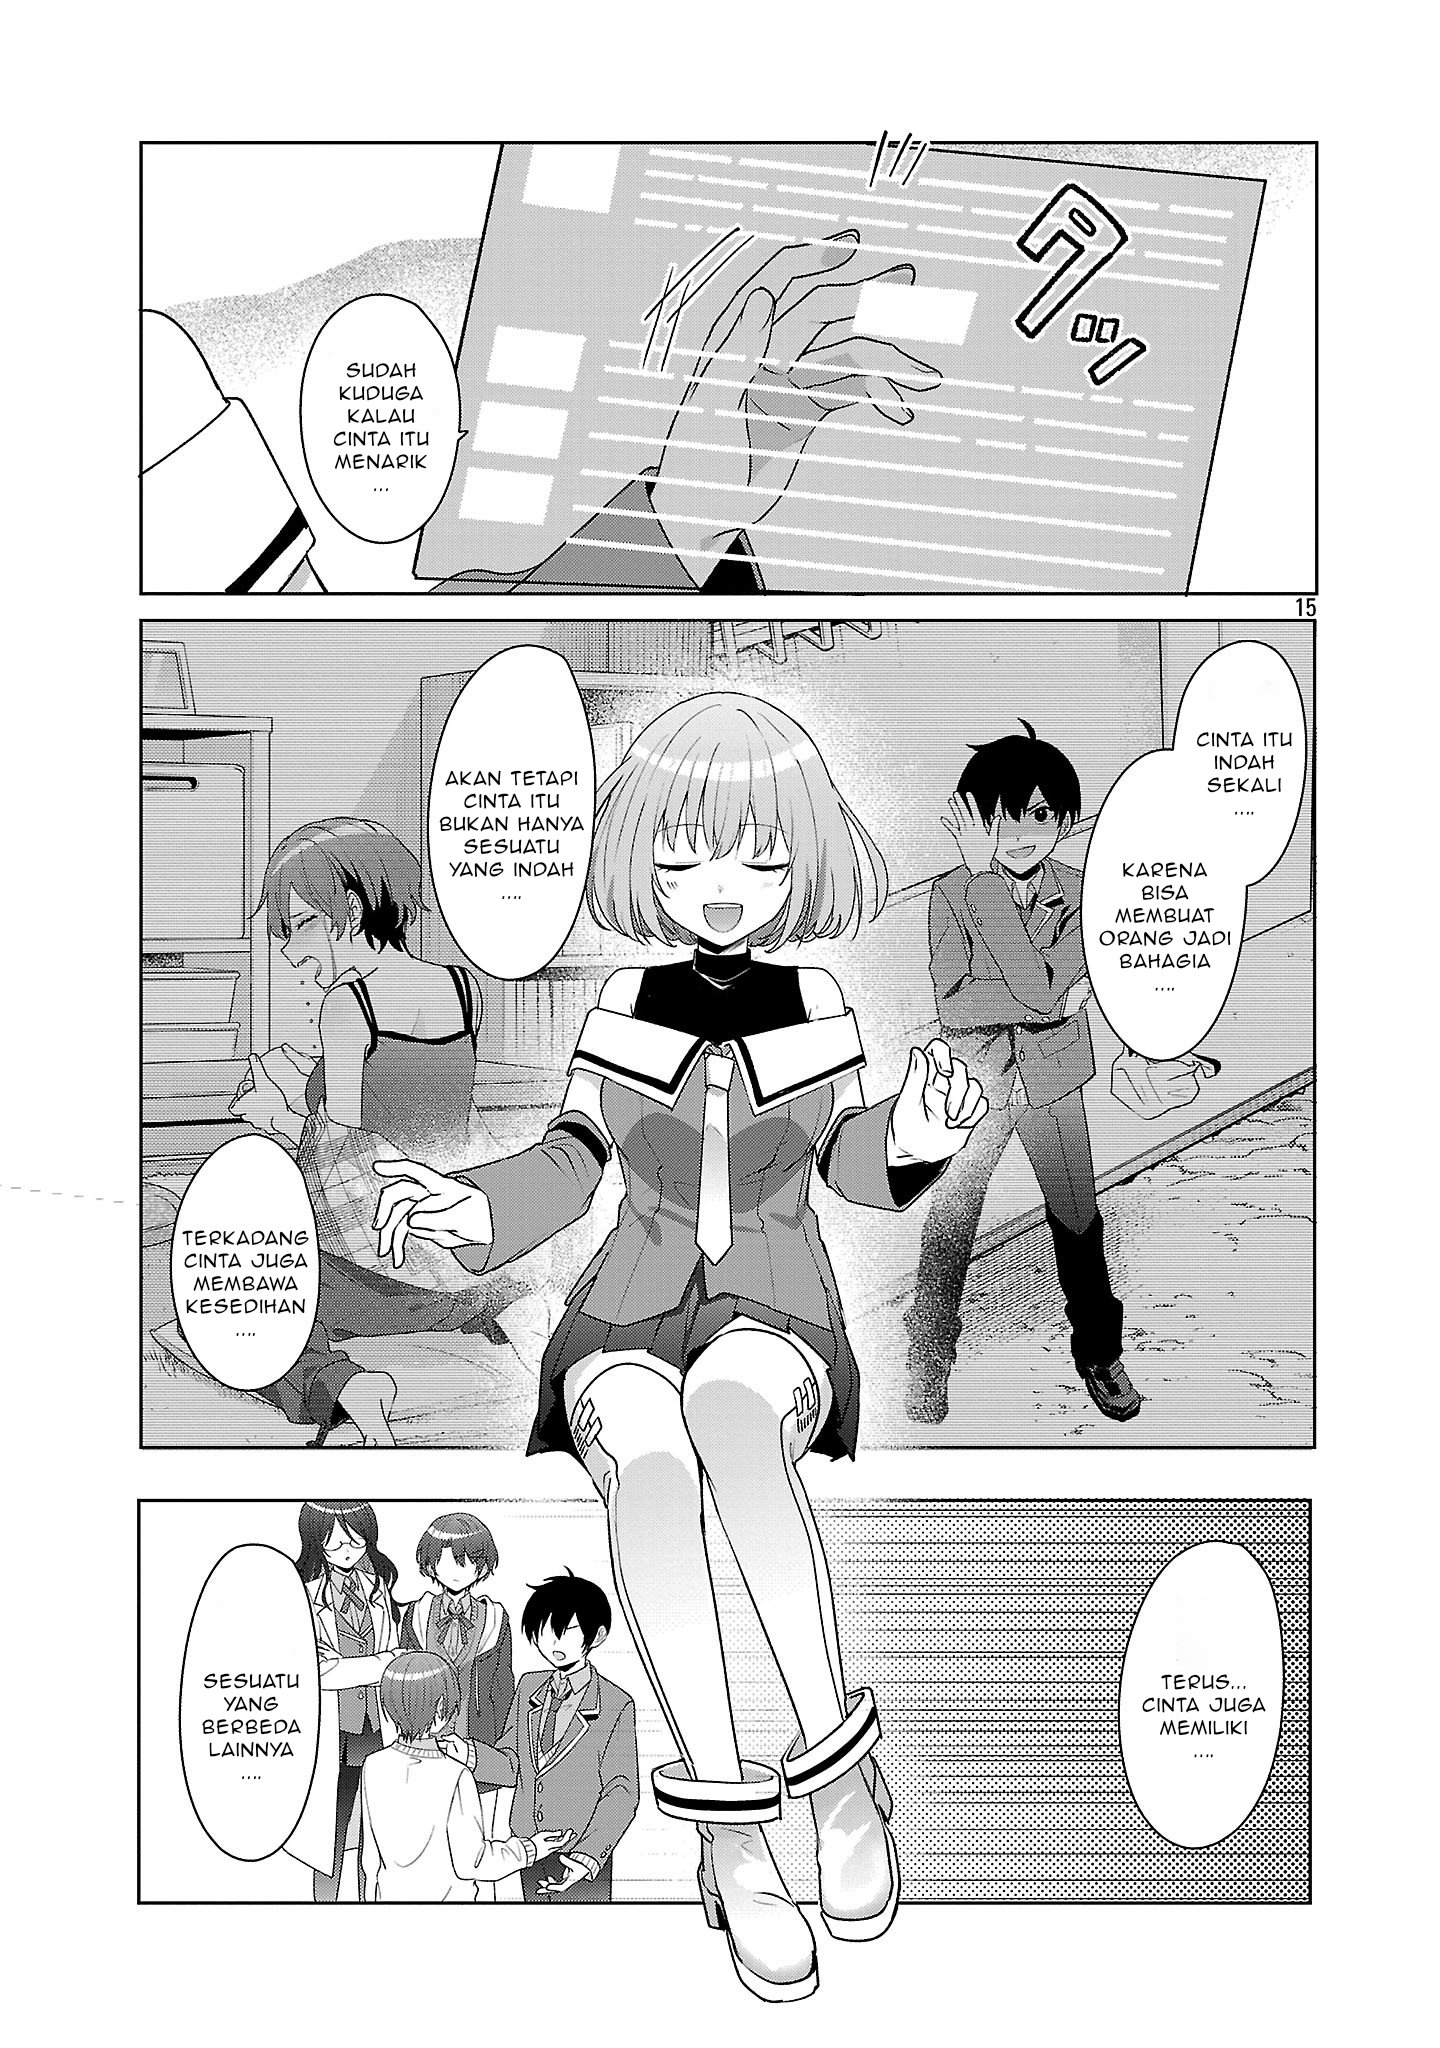 グッ
SUDAH
KUDUGA
KALAU
CINTA ITU
MENARIK
...
15
CINTA ITU
INDAH
SEKALI
....
KARENA
BISA
MEMBUAT
ORANG JADI
BAHAGIA
....
AKAN TETAPI
CINTA ITU
BUKAN HANYA
SESUATU
YANG INDAH
....
TERKADANG
CINTA JUGA
MEMBAWA
KESEDIHAN
....
TERUS...
CINTA JUGA
MEMILIKI
....
SESUATU
YANG
BERBEDA
LAINNYA
....